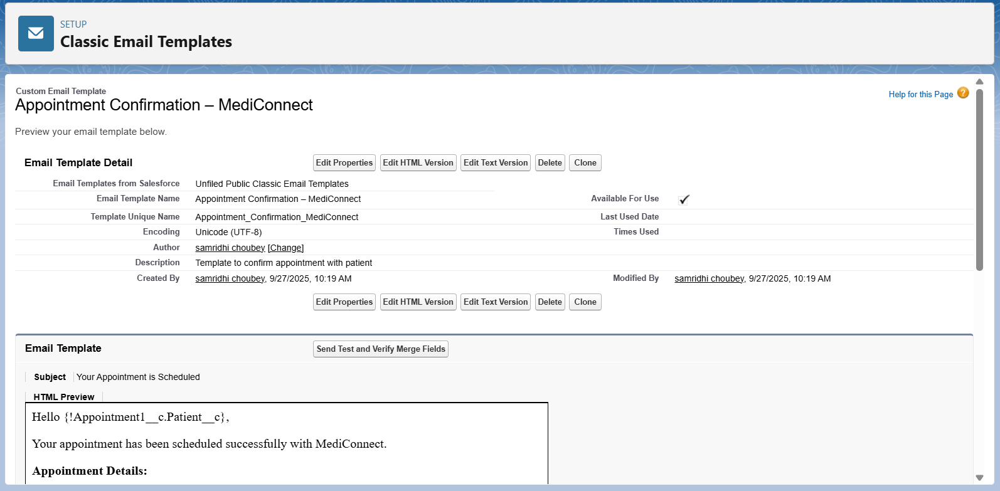 SETUP
Classic Email Templates
Custom Email Template
Appointment Confirmation – MediConnect
Help for this Page ?
Preview your email template below.
Email Template Detail
Edit Properties Edit HTML Version Edit Text Version Delete Clone
Email Templates from Salesforce Unfiled Public Classic Email Templates
Email Template Name Appointment Confirmation – MediConnect Available For Use
Template Unique Name Appointment_Confirmation_MediConnect Last Used Date
Encoding Unicode (UTF-8) Times Used
Author samridhi choubey [Change]
Description Template to confirm appointment with patient
Created By samridhi choubey, 9/27/2025, 10:19 AM Modified By samridhi choubey, 9/27/2025, 10:19 AM
Edit Properties Edit HTML Version Edit Text Version Delete Clone
Email Template Send Test and Verify Merge Fields
Subject Your Appointment is Scheduled
HTML Preview
Hello {!Appointment1__c.Patient__c},
Your appointment has been scheduled successfully with MediConnect.
Appointment Details: